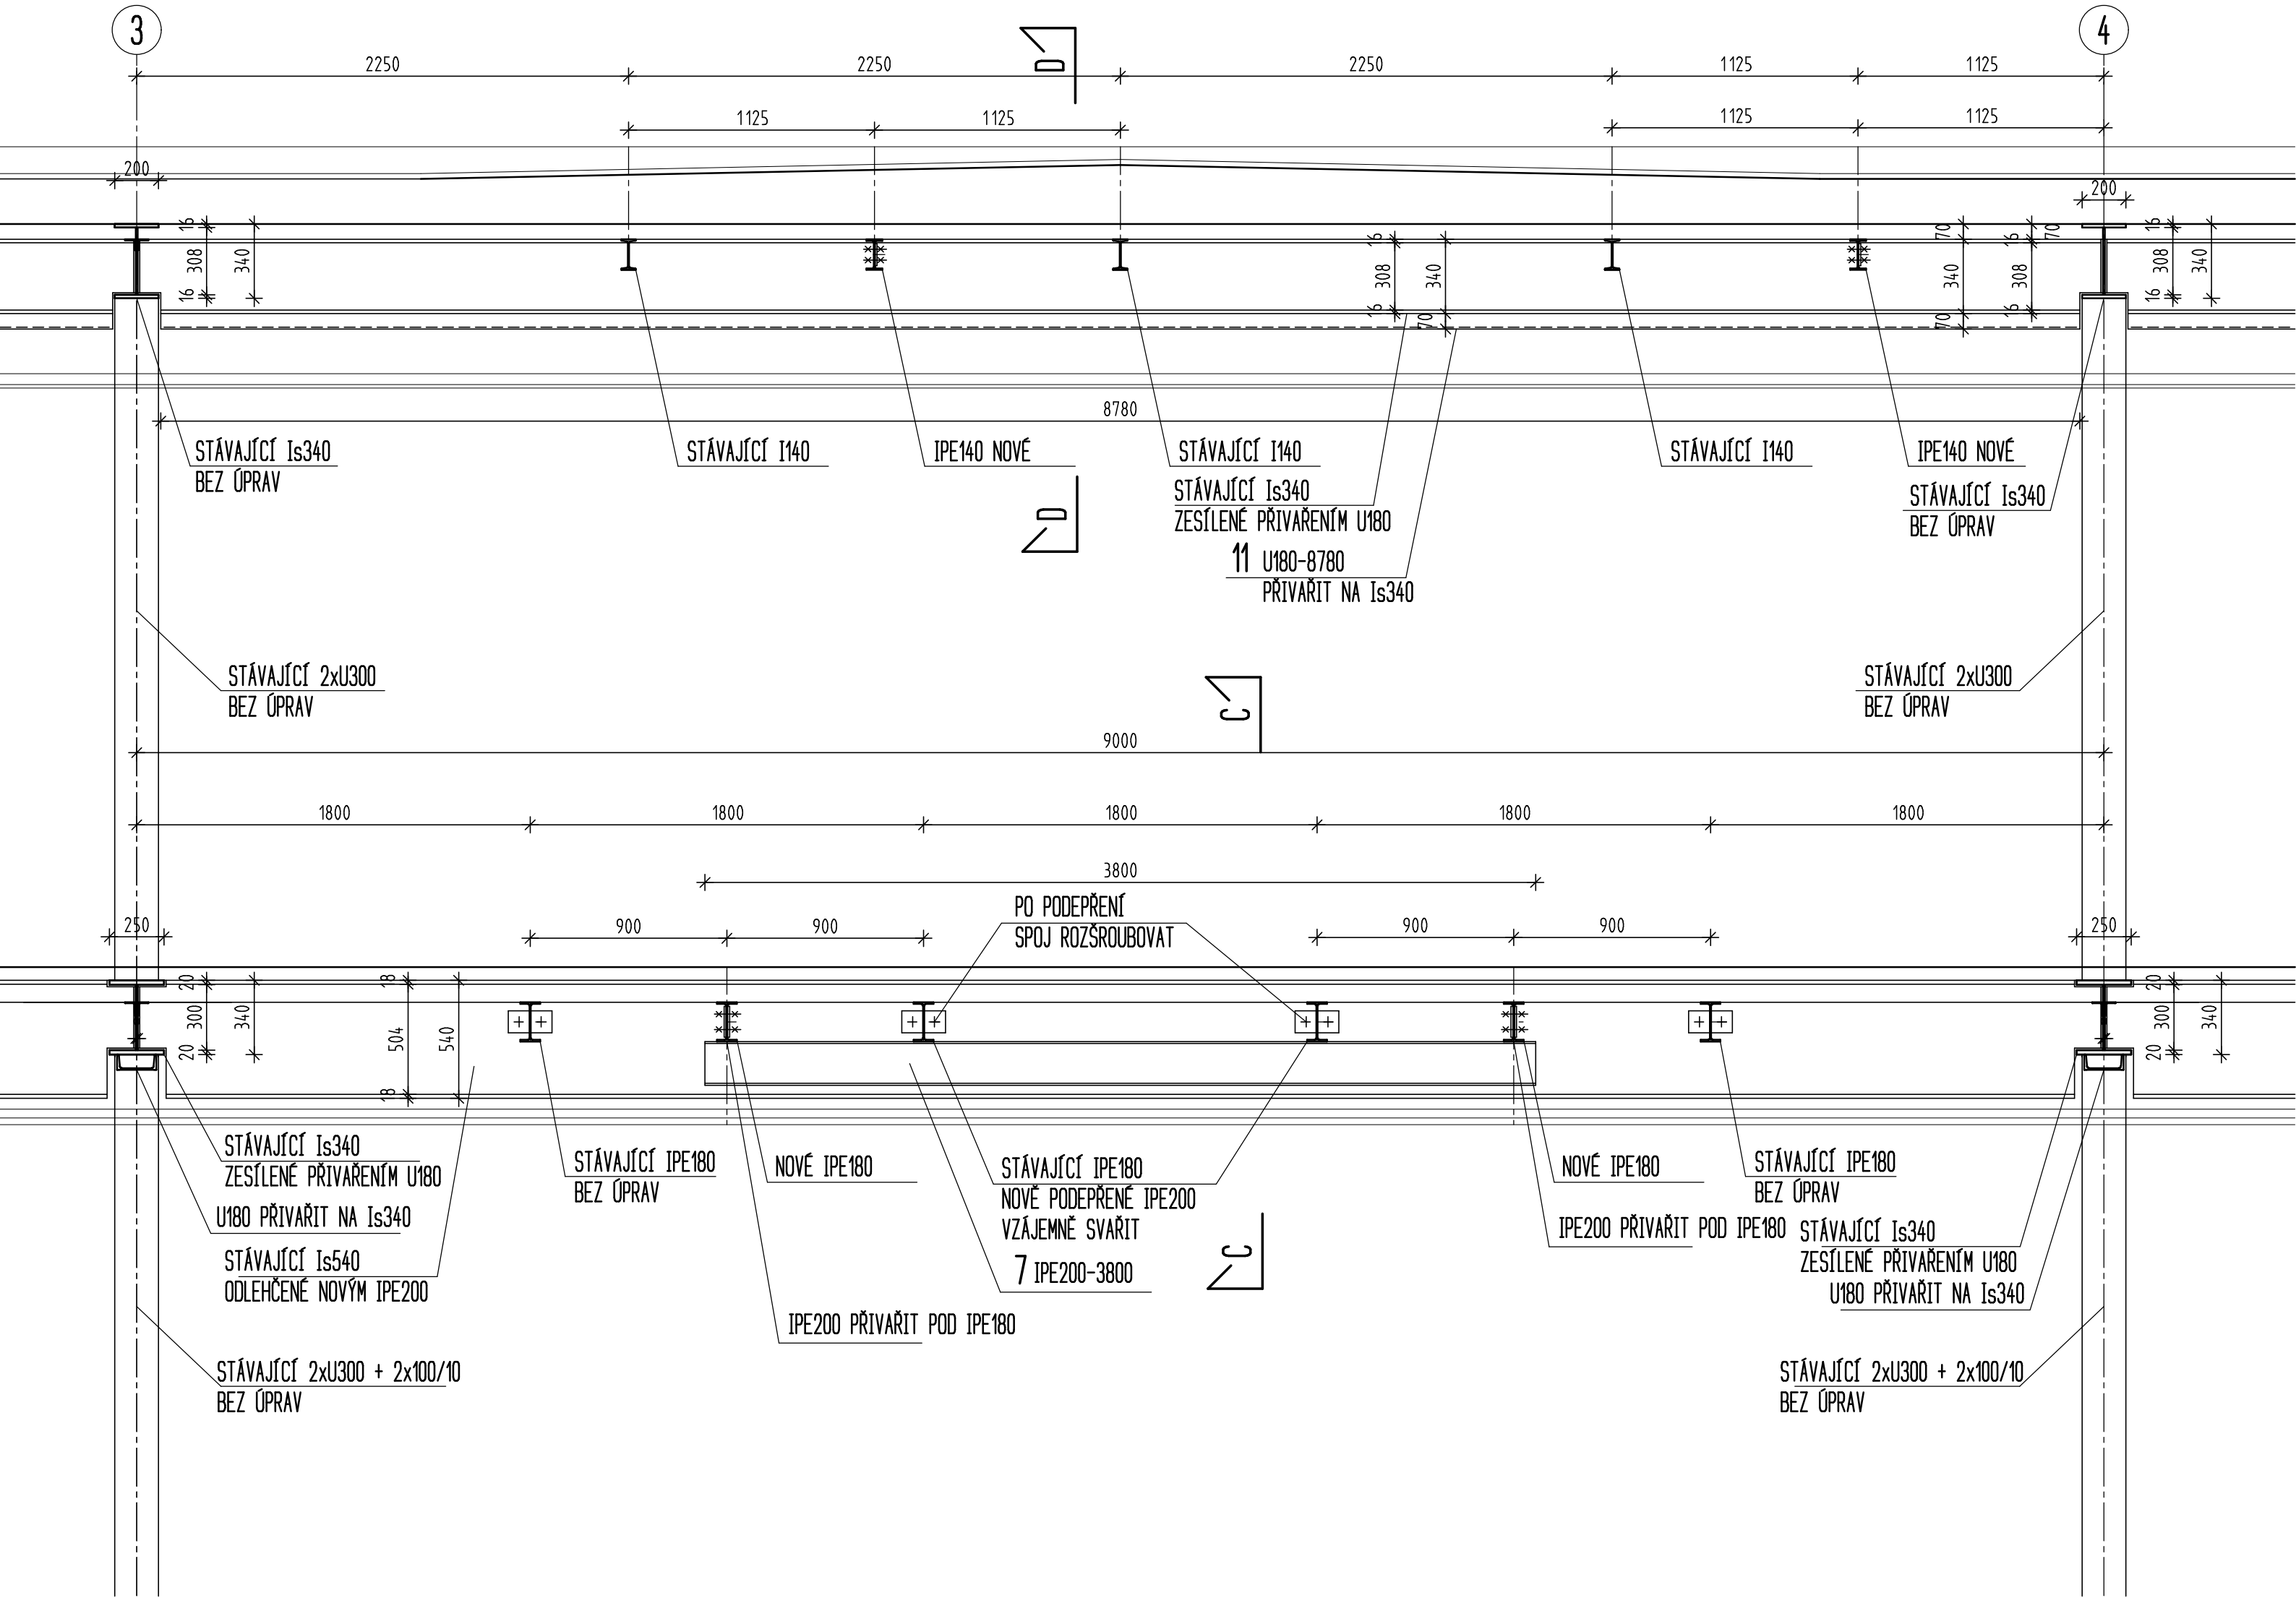 3
4
2250
2250
D
2250
1125
1125
1125
1125
1125
1125
200
200
16
308
16
340
16
308
16
340
70
70
340
70
16
308
16
70
16
308
16
340
8780
STÁVAJÍCÍ Is340
BEZ ÚPRAV
STÁVAJÍCÍ I140
IPE140 NOVÉ
STÁVAJÍCÍ I140
STÁVAJÍCÍ I140
IPE140 NOVÉ
STÁVAJÍCÍ Is340
ZESÍLENÉ PŘIVAŘENÍM U180
STÁVAJÍCÍ Is340
BEZ ÚPRAV
D
11 U180-8780
PŘIVAŘIT NA Is340
STÁVAJÍCÍ 2xU300
BEZ ÚPRAV
C
STÁVAJÍCÍ 2xU300
BEZ ÚPRAV
9000
1800
1800
1800
1800
1800
3800
PO PODEPŘENÍ
SPOJ ROZŠROUBOVAT
250
900
900
900
900
250
20
300
20
340
18
504
18
540
20
300
20
340
STÁVAJÍCÍ Is340
ZESÍLENÉ PŘIVAŘENÍM U180
U180 PŘIVAŘIT NA Is340
STÁVAJÍCÍ Is540
ODLEHČENÉ NOVÝM IPE200
STÁVAJÍCÍ IPE180
BEZ ÚPRAV
NOVÉ IPE180
STÁVAJÍCÍ IPE180
NOVĚ PODEPŘENÉ IPE200
VZÁJEMNĚ SVAŘIT
7 IPE200-3800
IPE200 PŘIVAŘIT POD IPE180
C
NOVÉ IPE180
IPE200 PŘIVAŘIT POD IPE180
STÁVAJÍCÍ IPE180
BEZ ÚPRAV
STÁVAJÍCÍ Is340
ZESÍLENÉ PŘIVAŘENÍM U180
U180 PŘIVAŘIT NA Is340
STÁVAJÍCÍ 2xU300 + 2x100/10
BEZ ÚPRAV
STÁVAJÍCÍ 2xU300 + 2x100/10
BEZ ÚPRAV